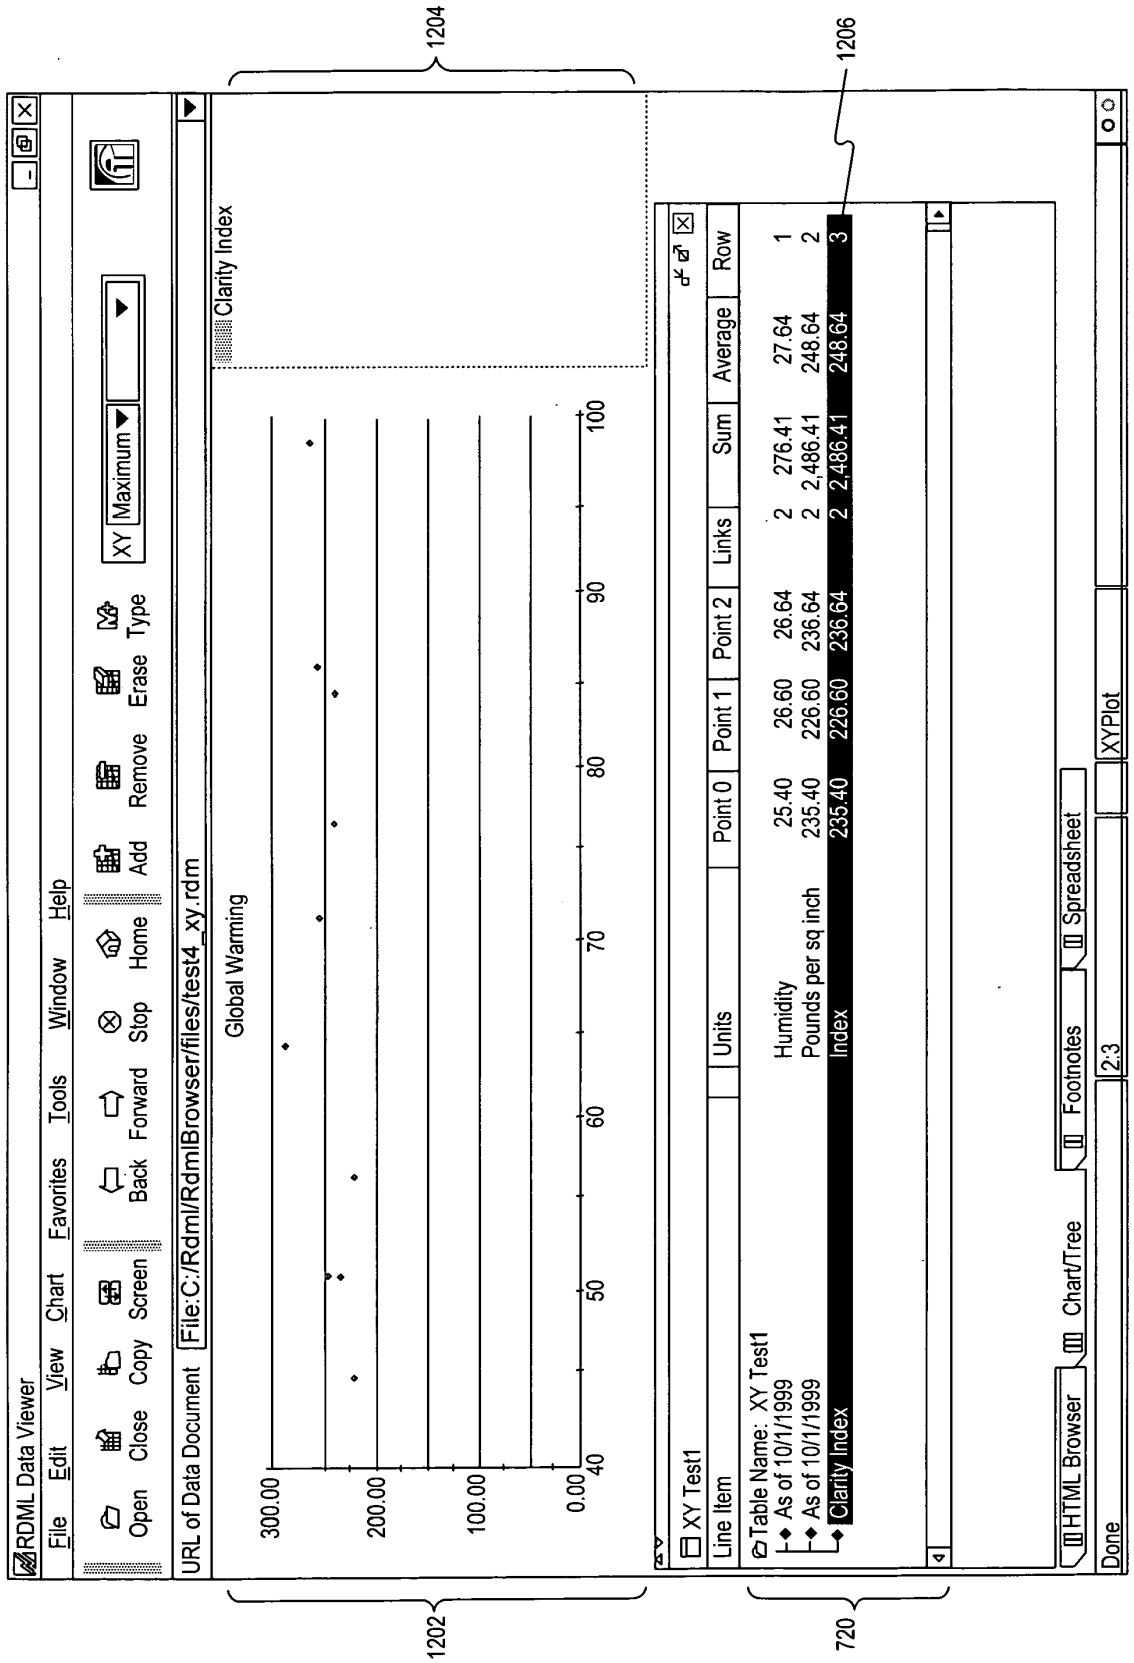 RDML Data Viewer
File Edit View Chart Favorites Tools Window Help
Open Close Copy Screen Back Forward Stop Home Add Remove Erase Type XY Maximum
URL of Data Document File:C:/Rdml/RdmlBrowser/files/test4_xy.rdm
Global Warming
Clarity Index
300.00
200.00
100.00
0.00
40 50 60 70 80 90 100
1202
1204
XY Test1
Line Item Units Point 0 Point 1 Point 2 Links Sum Average Row
Table Name: XY Test1
As of 10/1/1999 Humidity 25.40 26.60 26.64 2 276.41 27.64 1
As of 10/1/1999 Pounds per sq inch 235.40 226.60 236.64 2 2,486.41 248.64 2
Clarity Index Index 235.40 226.60 236.64 2 2,486.41 248.64 3
720
1206
HTML Browser Chart/Tree Footnotes Spreadsheet
Done 2:3 XYPlot